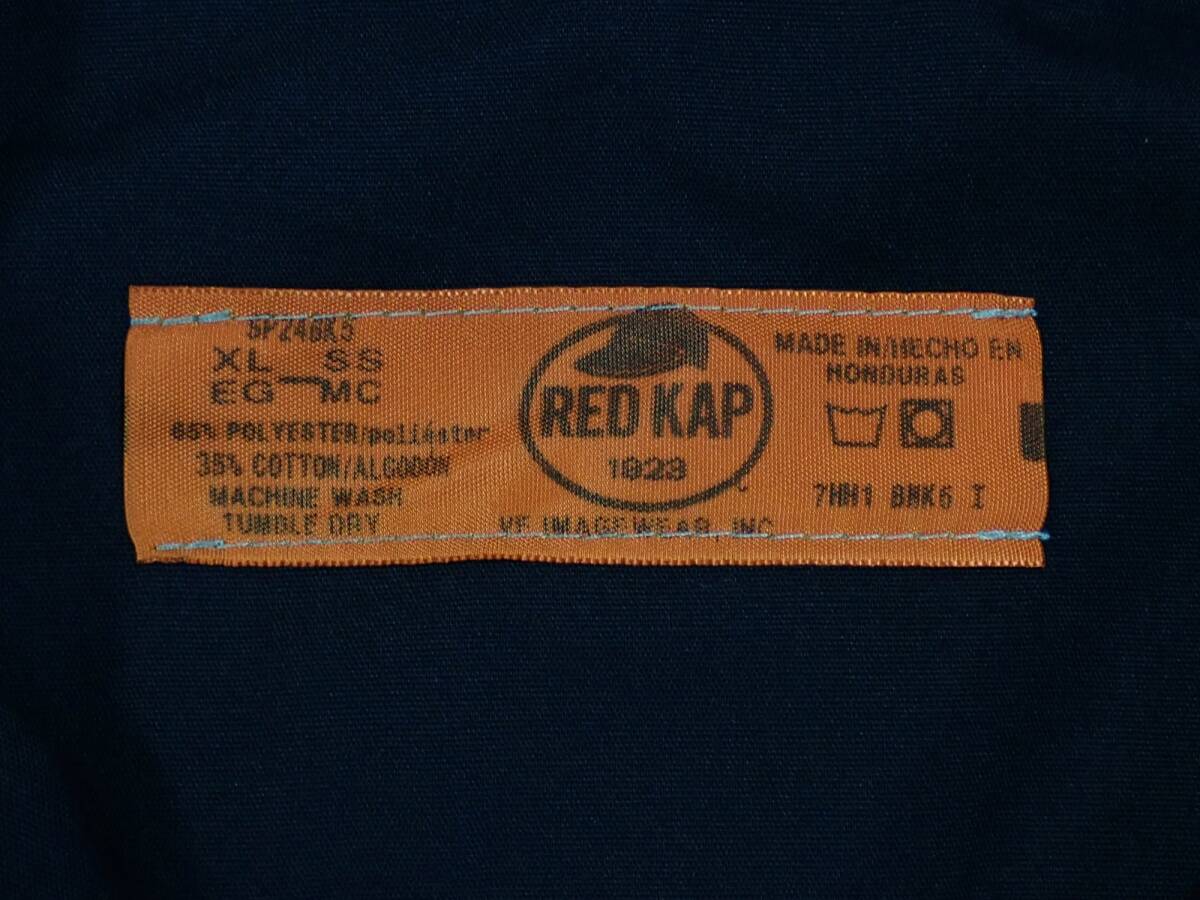 SP24BK5
XL SS
EG MC
65% POLYESTER/poliéster
35% COTTON/ALGODÓN
MACHINE WASH
TUMBLE DRY
RED KAP
1923
VF IMAGEWEAR, INC
MADE IN/HECHO EN
HONDURAS
7HH1 BHK6 I